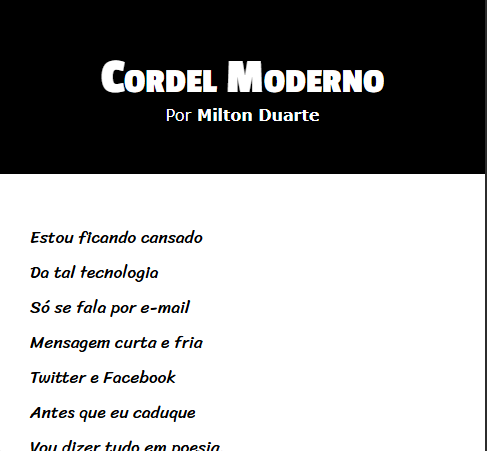 Cordel Moderno
Por Milton Duarte
Estou ficando cansado
Da tal tecnologia
Só se fala por e-mail
Mensagem curta e fria
Twitter e Facebook
Antes que eu caduque
Vou dizer tudo em poesia